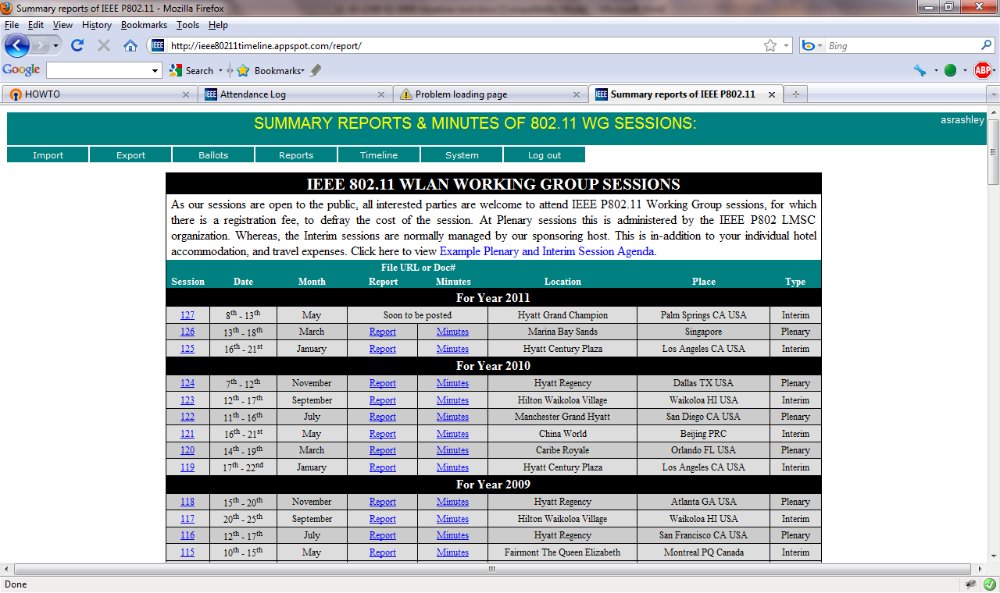 Summary reports of IEEE P802.11 - Mozilla Firefox
File Edit View History Bookmarks Tools Help
IEEE http://ieee80211timeline.appspot.com/report/ Bing
Google Search Bookmarks ABP
HOWTO IEEE Attendance Log Problem loading page IEEE Summary reports of IEEE P802.11
SUMMARY REPORTS & MINUTES OF 802.11 WG SESSIONS: asrashley
Import Export Ballots Reports Timeline System Log out
IEEE 802.11 WLAN WORKING GROUP SESSIONS
As our sessions are open to the public, all interested parties are welcome to attend IEEE P802.11 Working Group sessions, for which
there is a registration fee, to defray the cost of the session. At Plenary sessions this is administered by the IEEE P802 LMSC
organization. Whereas, the Interim sessions are normally managed by our sponsoring host. This is in-addition to your individual hotel
accommodation, and travel expenses. Click here to view Example Plenary and Interim Session Agenda.
File URL or Doc#
Session Date Month Report Minutes Location Place Type
For Year 2011
127 8th - 13th May Soon to be posted Hyatt Grand Champion Palm Springs CA USA Interim
126 13th - 18th March Report Minutes Marina Bay Sands Singapore Plenary
125 16th - 21st January Report Minutes Hyatt Century Plaza Los Angeles CA USA Interim
For Year 2010
124 7th - 12th November Report Minutes Hyatt Regency Dallas TX USA Plenary
123 12th - 17th September Report Minutes Hilton Waikoloa Village Waikoloa HI USA Interim
122 11th - 16th July Report Minutes Manchester Grand Hyatt San Diego CA USA Plenary
121 16th - 21st May Report Minutes China World Beijing PRC Interim
120 14th - 19th March Report Minutes Caribe Royale Orlando FL USA Plenary
119 17th - 22nd January Report Minutes Hyatt Century Plaza Los Angeles CA USA Interim
For Year 2009
118 15th - 20th November Report Minutes Hyatt Regency Atlanta GA USA Plenary
117 20th - 25th September Report Minutes Hilton Waikoloa Village Waikoloa HI USA Interim
116 12th - 17th July Report Minutes Hyatt Regency San Francisco CA USA Plenary
115 10th - 15th May Report Minutes Fairmont The Queen Elizabeth Montreal PQ Canada Interim
Done